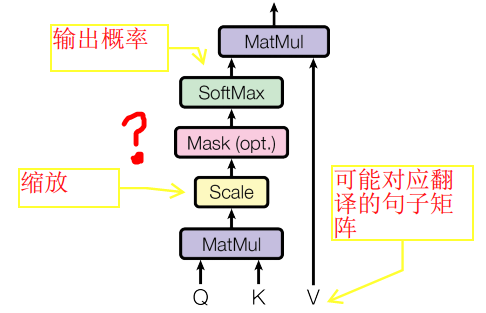 输出概率
MatMul
SoftMax
?
Mask (opt.)
缩放
Scale
可能对应翻
译的句子矩
阵
MatMul
Q
K
V